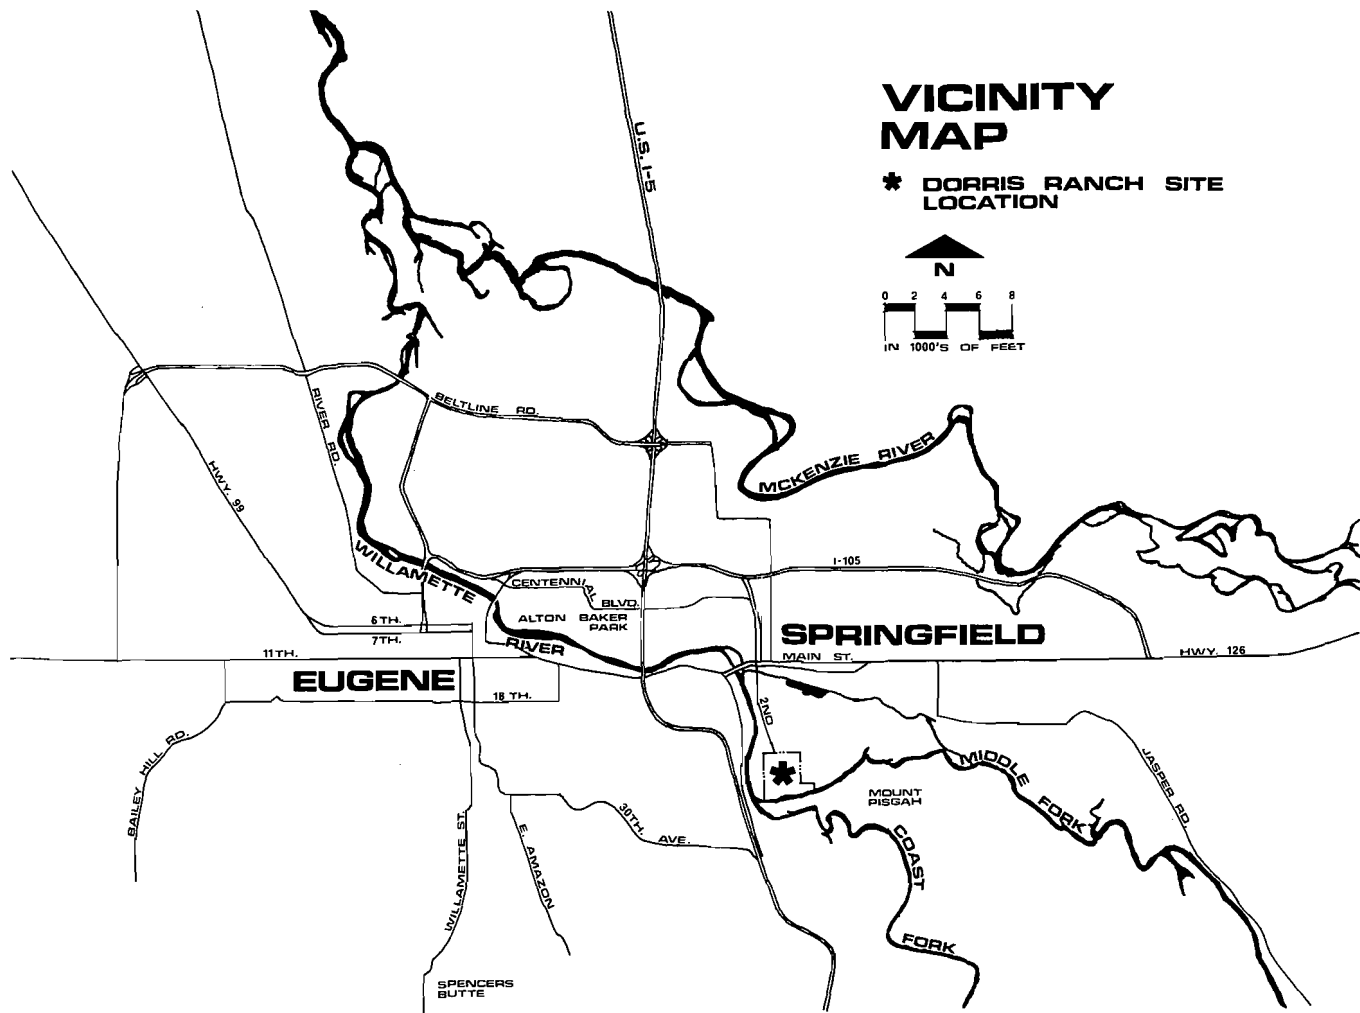 VICINITY
MAP
* DORRIS RANCH SITE
LOCATION
N
0 2 4 6 8
IN 1000'S OF FEET
U.S. I-5
BELTLINE RD.
RIVER RD.
HWY. 99
MCKENZIE RIVER
WILLAMETTE
RIVER
I-105
CENTENNIAL
BLVD.
ALTON BAKER
PARK
6TH.
7TH.
11TH.
SPRINGFIELD
MAIN ST.
HWY. 126
EUGENE
18 TH.
2ND
BAILEY HILL RD.
*
MOUNT
PISGAH
MIDDLE
FORK
JASPER RD.
30TH. AVE.
WILLAMETTE ST.
E. AMAZON
COAST
FORK
SPENCERS
BUTTE